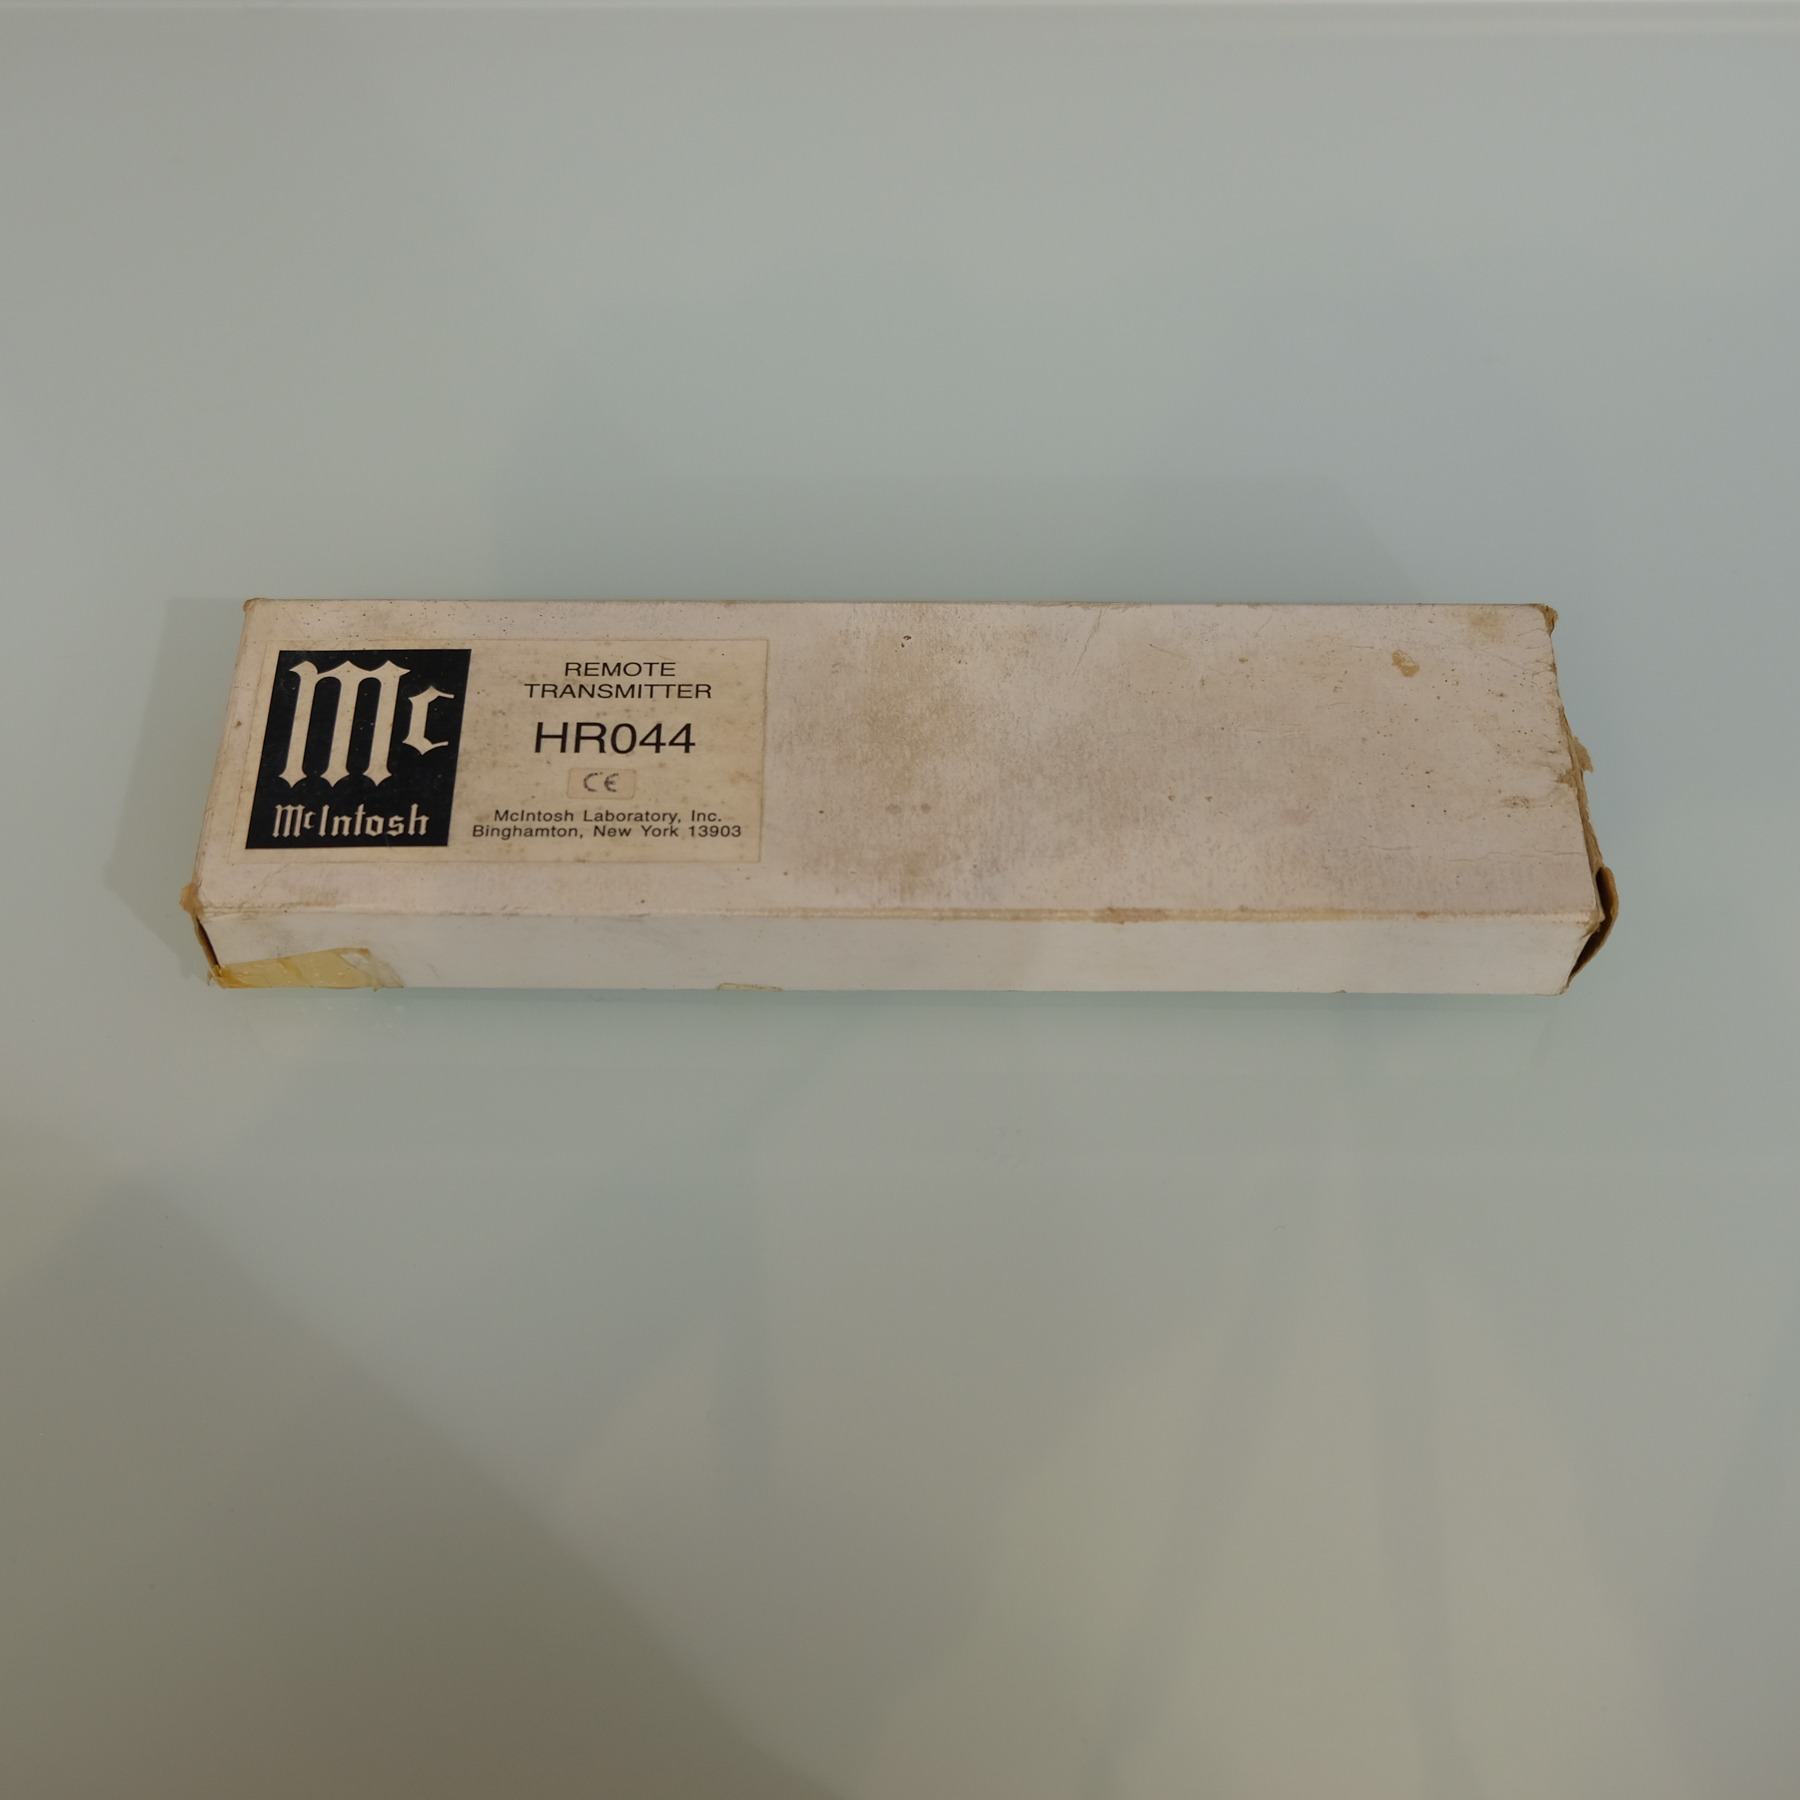 Mc
McIntosh
REMOTE
TRANSMITTER
HR044
CE
McIntosh Laboratory, Inc.
Binghamton, New York 13903